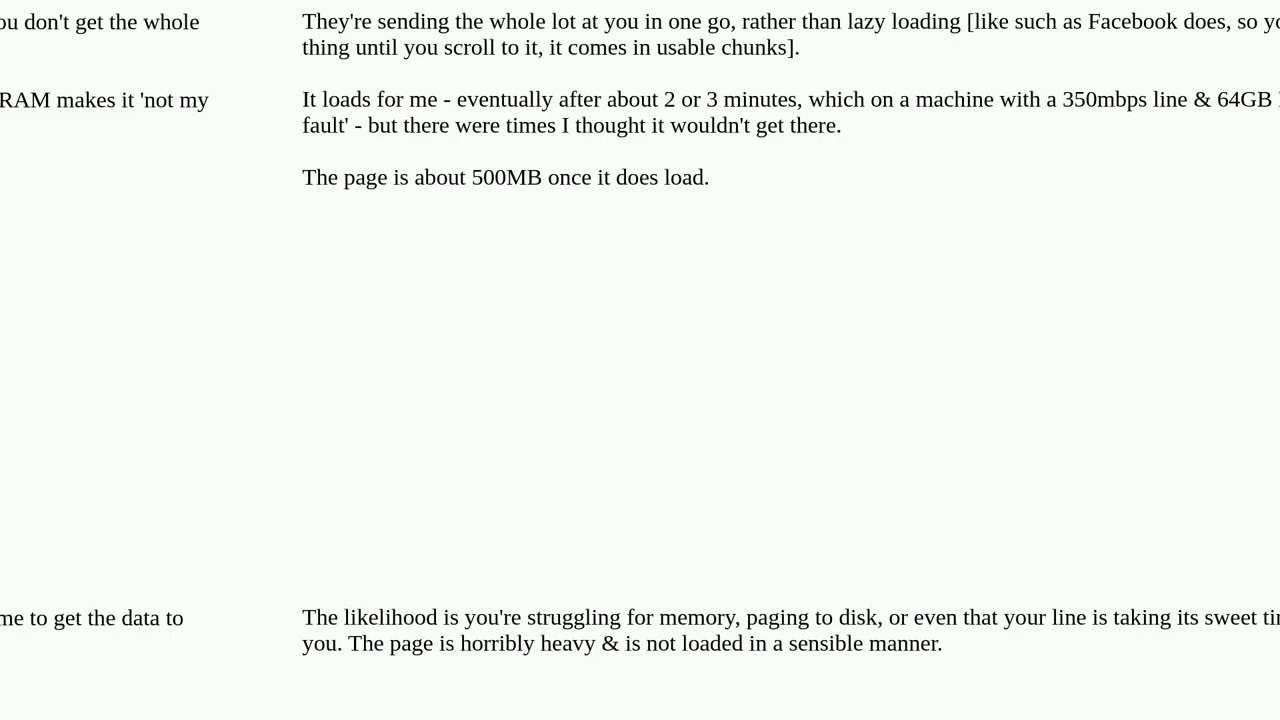 ou don't get the whole
RAM makes it 'not my
me to get the data to
They're sending the whole lot at you in one go, rather than lazy loading [like such as Facebook does, so yo
thing until you scroll to it, it comes in usable chunks].
It loads for me - eventually after about 2 or 3 minutes, which on a machine with a 350mbps line & 64GB
fault' - but there were times I thought it wouldn't get there.
The page is about 500MB once it does load.
The likelihood is you're struggling for memory, paging to disk, or even that your line is taking its sweet ti
you. The page is horribly heavy & is not loaded in a sensible manner.